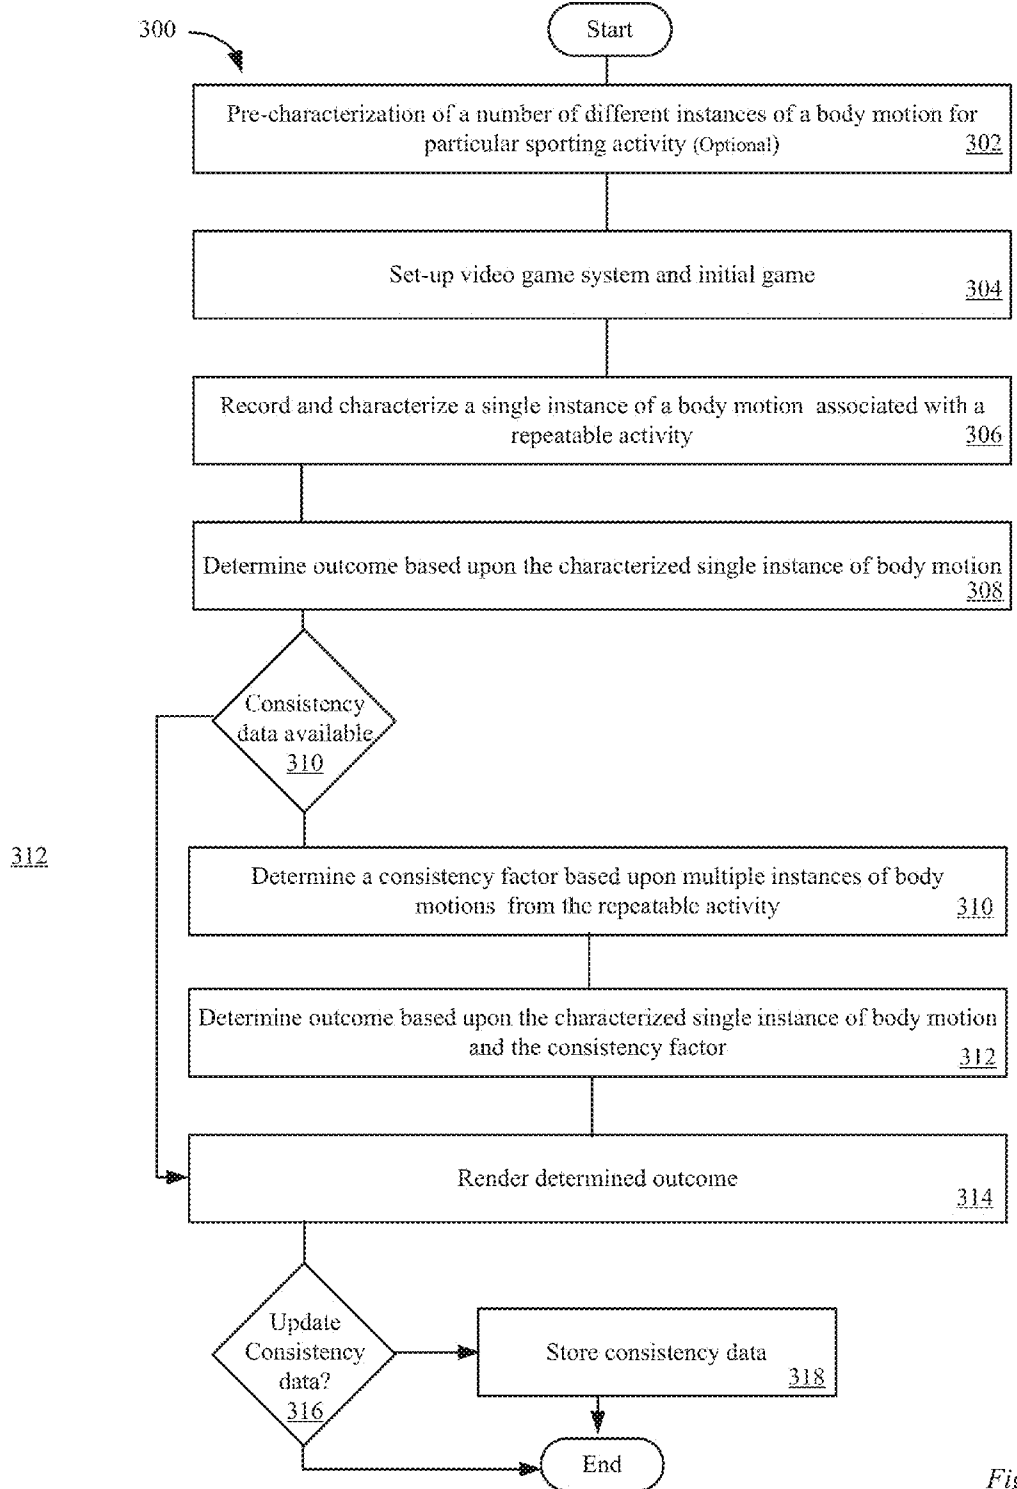 300
Start
Pre-characterization of a number of different instances of a body motion for
particular sporting activity (Optional)
302
Set-up video game system and initial game
304
Record and characterize a single instance of a body motion associated with a
repeatable activity
306
Determine outcome based upon the characterized single instance of body motion
308
Consistency
data available
310
312
Determine a consistency factor based upon multiple instances of body
motions from the repeatable activity
310
Determine outcome based upon the characterized single instance of body motion
and the consistency factor
312
Render determined outcome
314
Update
Consistency
data?
316
Store consistency data
318
End
Fig